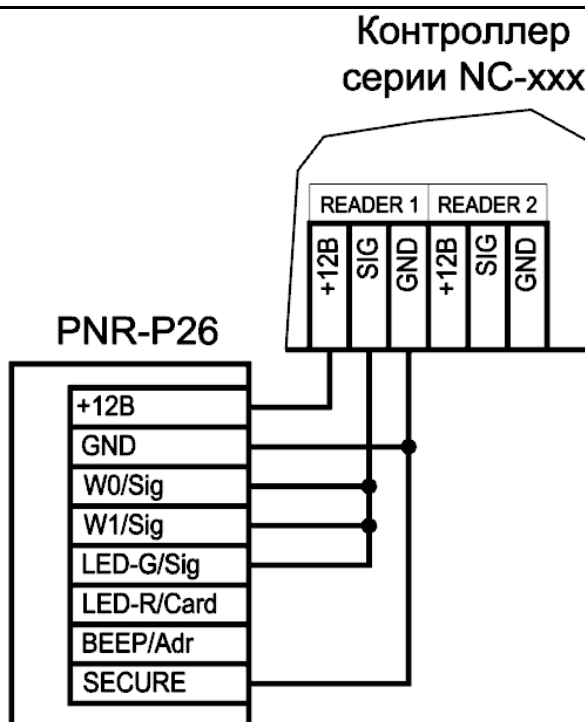 Контроллер
серии NC-xxx
READER 1 READER 2
+12В SIG GND +12В SIG GND
PNR-P26
+12В
GND
W0/Sig
W1/Sig
LED-G/Sig
LED-R/Card
BEEP/Adr
SECURE